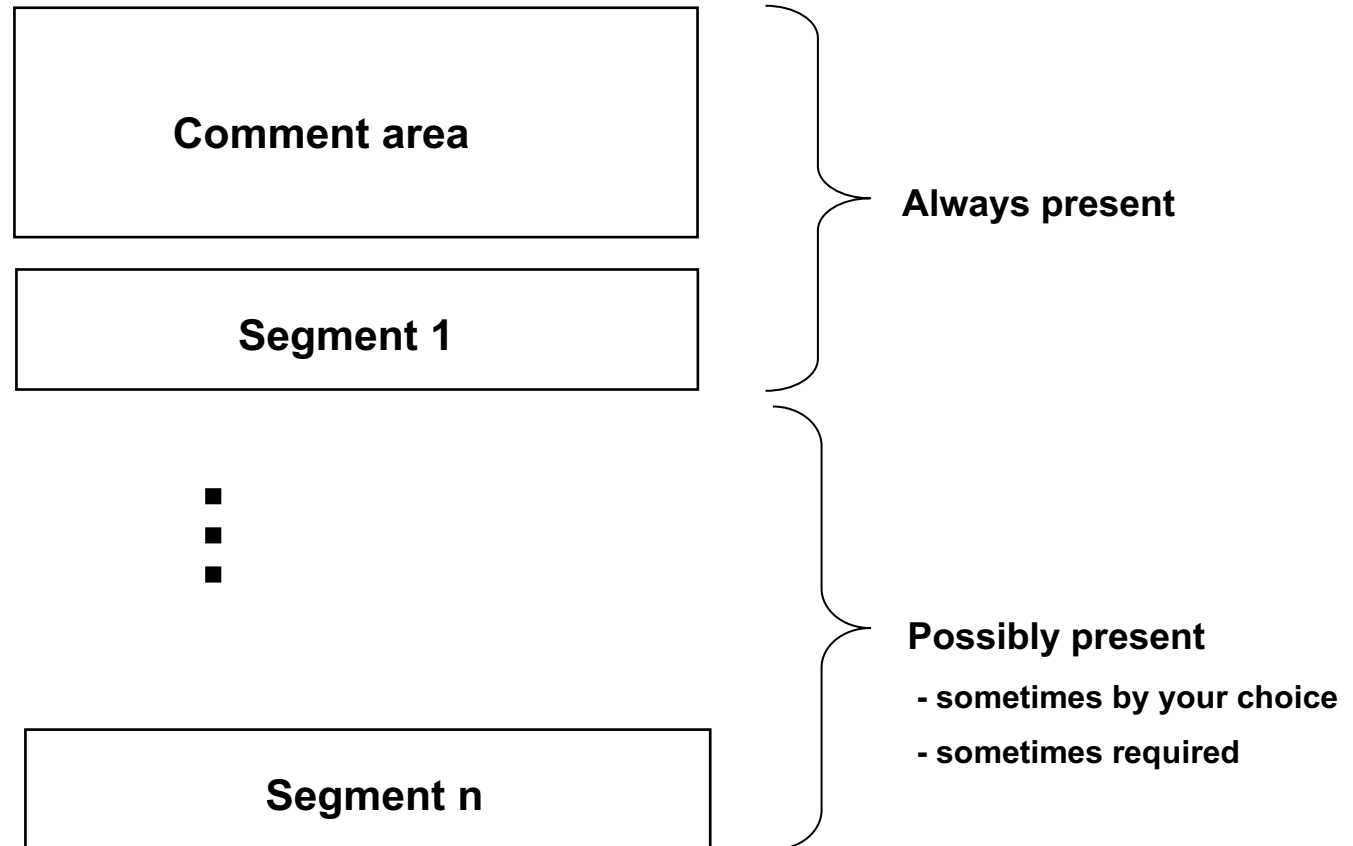 Comment area
Always present
Segment 1
Possibly present
- sometimes by your choice
- sometimes required
Segment n